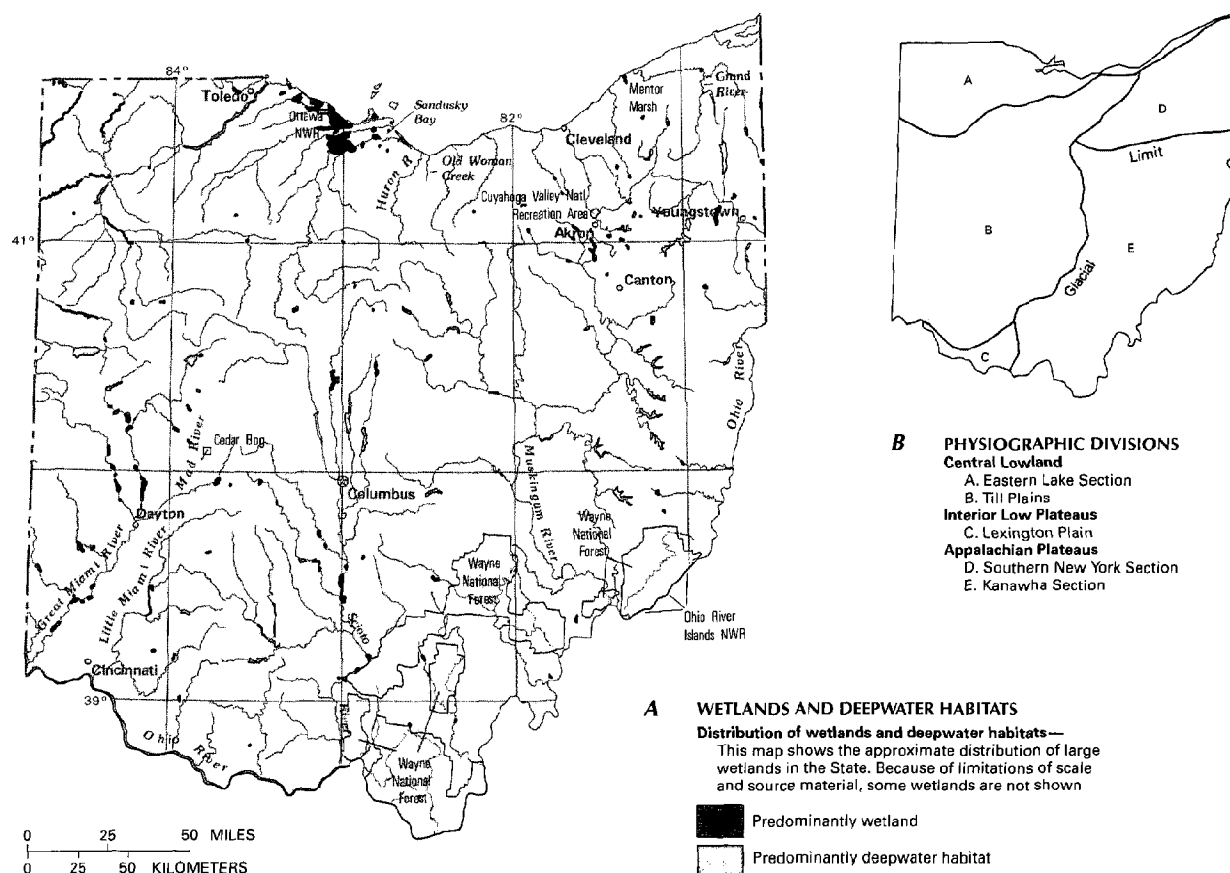 84°
Toledo
Ottawa
NWR
Sandusky
Bay
Mentor
Marsh
Grand
River
82°
Cleveland
Huron R
Old Woman
Creek
Cuyahoga Valley Natl
Recreation Area
Youngstown
Akron
41°
Canton
Ohio River
Mad River
Cedar Bog
Columbus
Muskingum River
Dayton
Great Miami River
Little Miami River
Wayne
National
Forest
Wayne
National
Forest
Ohio River
Islands NWR
Scioto
River
Cincinnati
39°
Ohio River
Wayne
National
Forest
0 25 50 MILES
0 25 50 KILOMETERS
A
D
Limit
B
E
Glacial
C
B PHYSIOGRAPHIC DIVISIONS
Central Lowland
A. Eastern Lake Section
B. Till Plains
Interior Low Plateaus
C. Lexington Plain
Appalachian Plateaus
D. Southern New York Section
E. Kanawha Section
A WETLANDS AND DEEPWATER HABITATS
Distribution of wetlands and deepwater habitats—
This map shows the approximate distribution of large
wetlands in the State. Because of limitations of scale
and source material, some wetlands are not shown
Predominantly wetland
Predominantly deepwater habitat